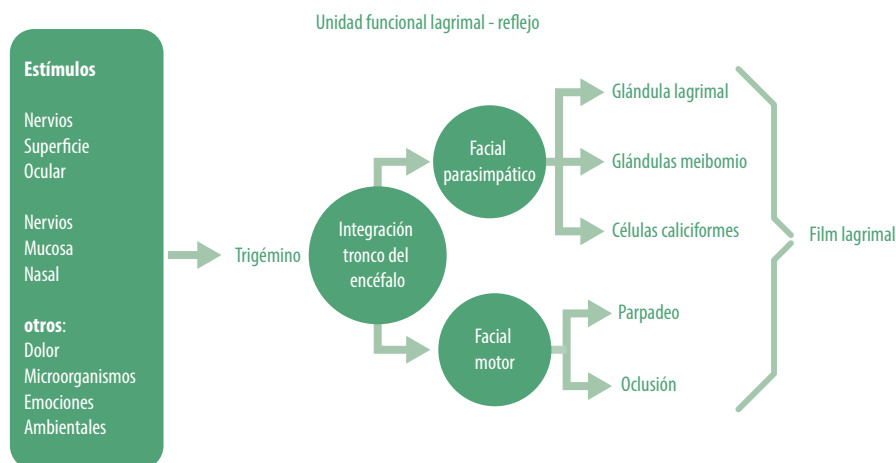 Unidad funcional lagrimal - reflejo
Estímulos
Nervios
Superficie
Ocular
Nervios
Mucosa
Nasal
otros:
Dolor
Microorganismos
Emociones
Ambientales
Trigémino
Integración
tronco del
encéfalo
Facial
parasimpático
Facial
motor
Glándula lagrimal
Glándulas meibomio
Células caliciformes
Parpadeo
Oclusión
Film lagrimal